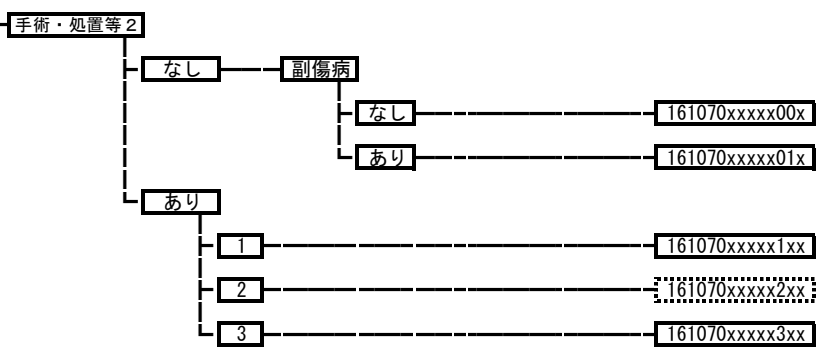 手術・処置等２
なし 副傷病
なし 161070xxxxx00x
あり 161070xxxxx01x
あり
1 161070xxxxx1xx
2 161070xxxxx2xx
3 161070xxxxx3xx